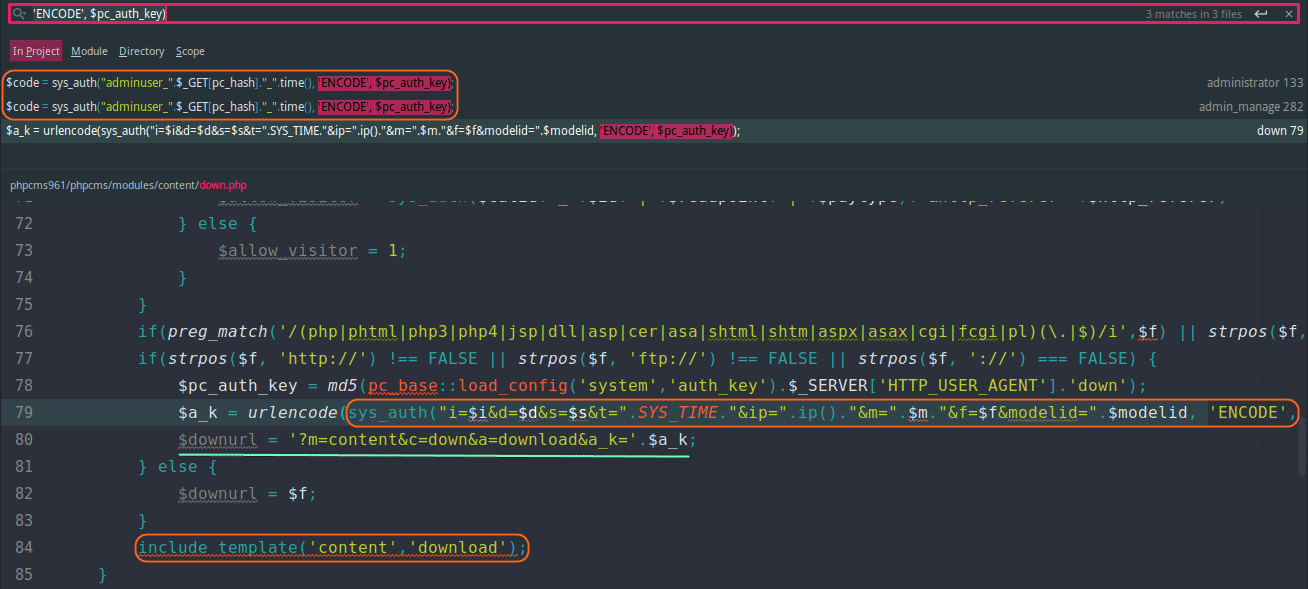 'ENCODE', $pc_auth_key)
3 matches in 3 files
In Project Module Directory Scope
$code = sys_auth("adminuser_".$_GET[pc_hash]."_".time(), 'ENCODE', $pc_auth_key);
administrator 133
$code = sys_auth("adminuser_".$_GET[pc_hash]."_".time(), 'ENCODE', $pc_auth_key);
admin_manage 282
$a_k = urlencode(sys_auth("i=$i&d=$d&s=$s&t=".SYS_TIME."&ip=".ip()."&m=".$m."&f=$f&modelid=".$modelid, 'ENCODE', $pc_auth_key));
down 79
phpcms961/phpcms/modules/content/down.php
72 } else {
73 $allow_visitor = 1;
74 }
75 }
76 if(preg_match('/(php|phtml|php3|php4|jsp|dll|asp|cer|asa|shtml|shtm|aspx|asax|cgi|fcgi|pl)(\.|$)/i',$f) || strpos($f,
77 if(strpos($f, 'http://') !== FALSE || strpos($f, 'ftp://') !== FALSE || strpos($f, '://') === FALSE) {
78 $pc_auth_key = md5(pc_base::load_config('system','auth_key').$_SERVER['HTTP_USER_AGENT'].'down');
79 $a_k = urlencode(sys_auth("i=$i&d=$d&s=$s&t=".SYS_TIME."&ip=".ip()."&m=".$m."&f=$f&modelid=".$modelid, 'ENCODE',
80 $downurl = '?m=content&c=down&a=download&a_k='.$a_k;
81 } else {
82 $downurl = $f;
83 }
84 include template('content','download');
85 }